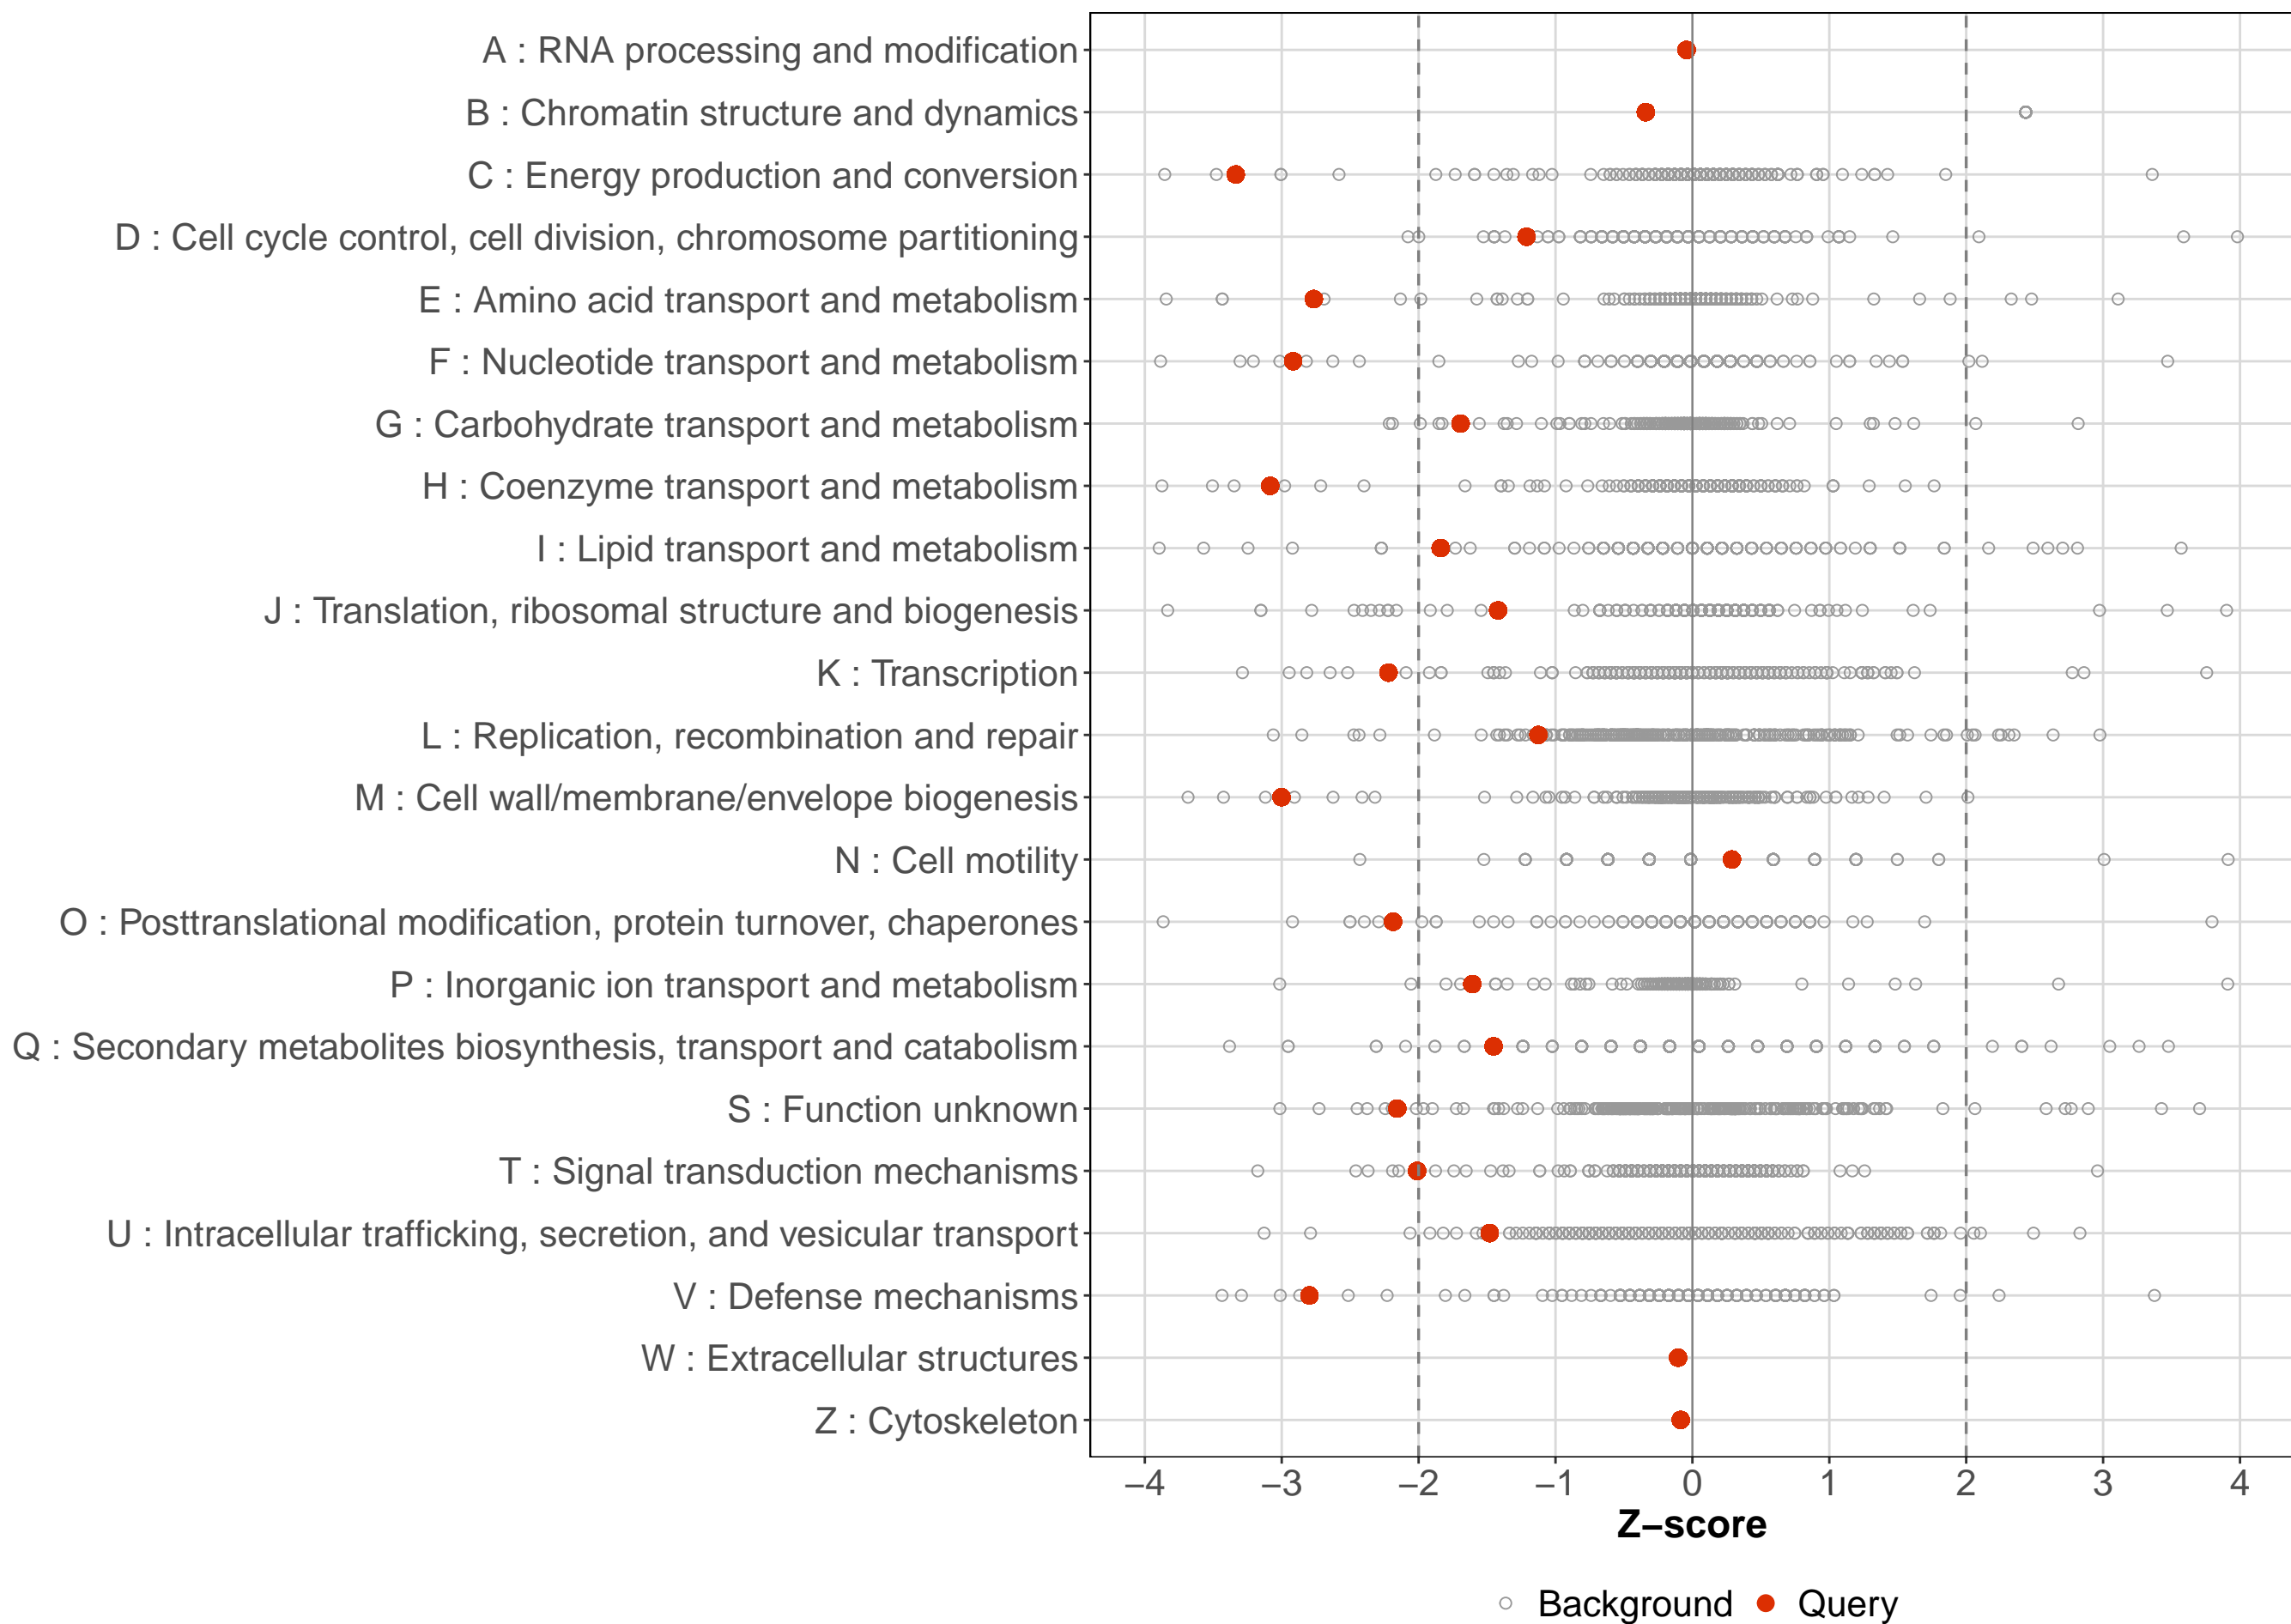 A : RNA processing and modification
B : Chromatin structure and dynamics
C : Energy production and conversion
D : Cell cycle control, cell division, chromosome partitioning
E : Amino acid transport and metabolism
F : Nucleotide transport and metabolism
G : Carbohydrate transport and metabolism
H : Coenzyme transport and metabolism
I : Lipid transport and metabolism
J : Translation, ribosomal structure and biogenesis
K : Transcription
L : Replication, recombination and repair
M : Cell wall/membrane/envelope biogenesis
N : Cell motility
O : Posttranslational modification, protein turnover, chaperones
P : Inorganic ion transport and metabolism
Q : Secondary metabolites biosynthesis, transport and catabolism
S : Function unknown
T : Signal transduction mechanisms
U : Intracellular trafficking, secretion, and vesicular transport
V : Defense mechanisms
W : Extracellular structures
Z : Cytoskeleton
−4 −3 −2 −1 0 1 2 3 4
Z−score
Background Query